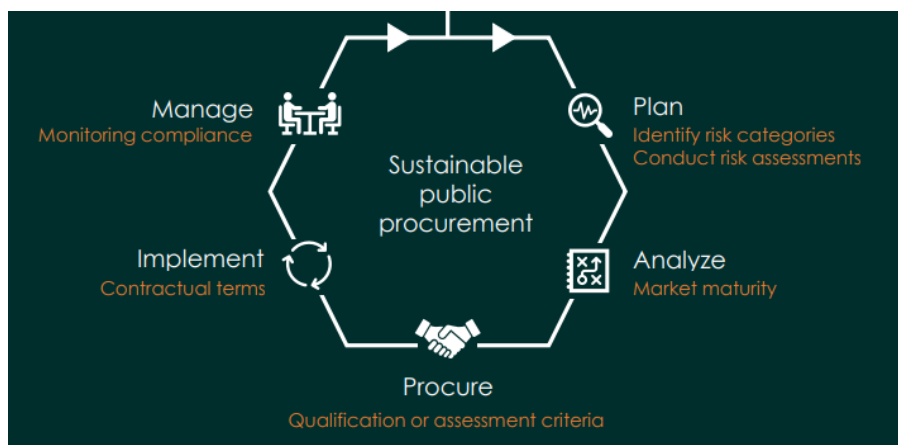 Manage
Monitoring compliance
Plan
Identify risk categories
Conduct risk assessments
Sustainable
public
procurement
Implement
Contractual terms
Analyze
Market maturity
Procure
Qualification or assessment criteria